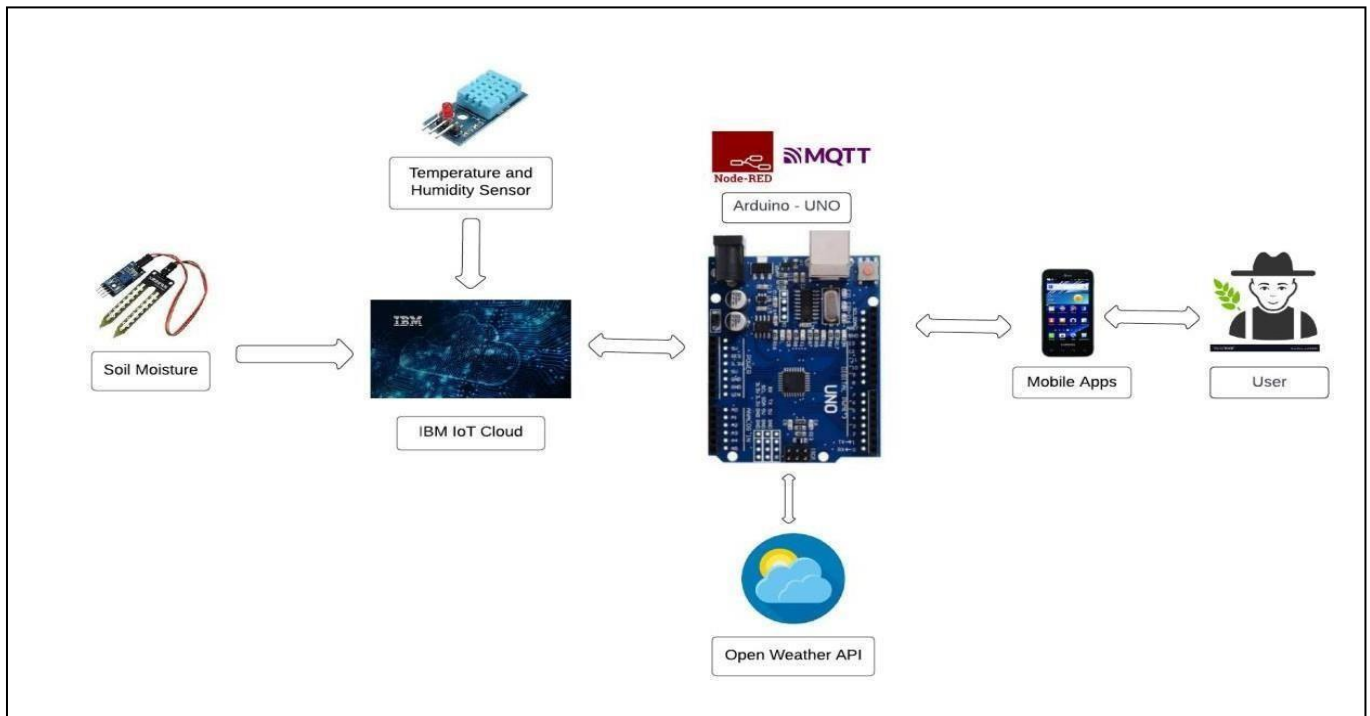 Temperature and
Humidity Sensor
Node-RED
MQTT
Arduino - UNO
Soil Moisture
IBM
IBM IoT Cloud
UNO
Mobile Apps
User
Open Weather API